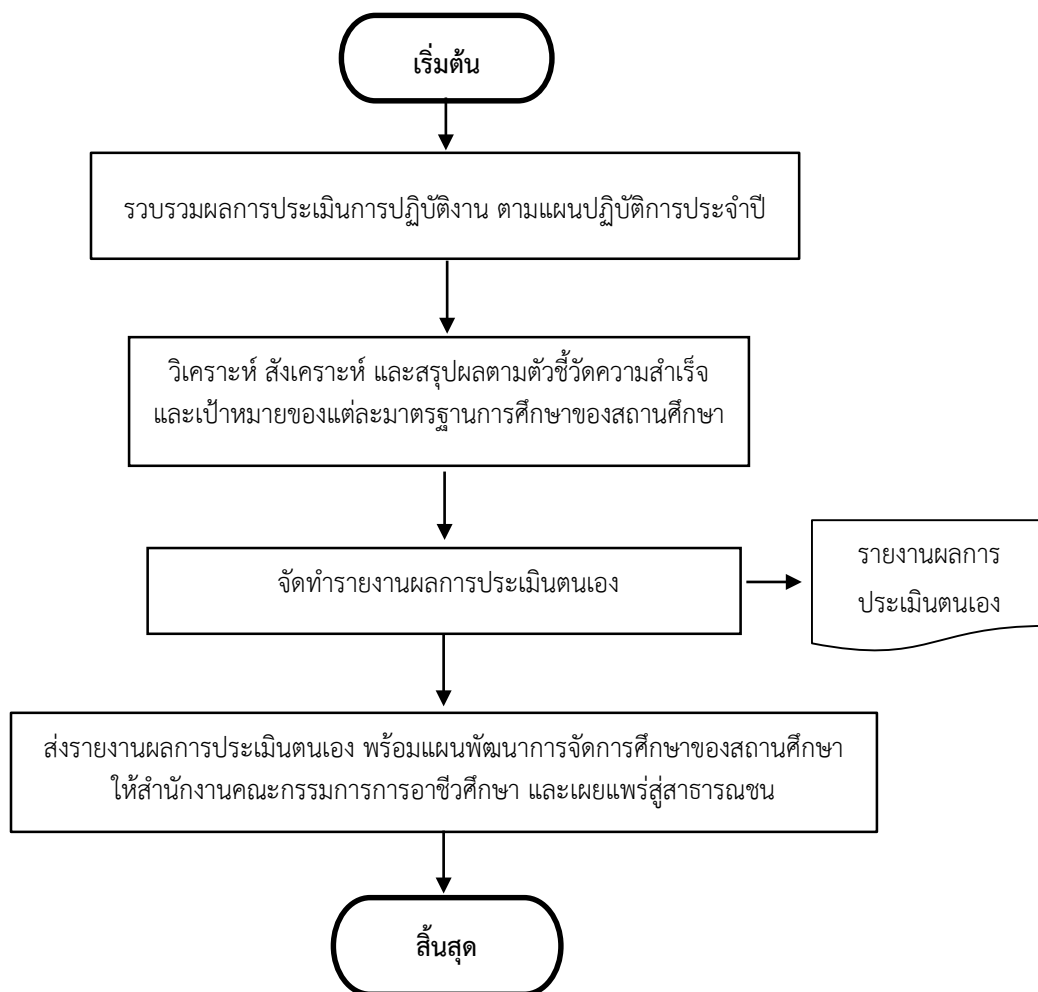 เริ่มต้น
รวบรวมผลการประเมินการปฏิบัติงาน ตามแผนปฏิบัติการประจำปี
วิเคราะห์ สังเคราะห์ และสรุปผลตามตัวชี้วัดความสำเร็จ
และเป้าหมายของแต่ละมาตรฐานการศึกษาของสถานศึกษา
จัดทำรายงานผลการประเมินตนเอง
รายงานผลการ
ประเมินตนเอง
ส่งรายงานผลการประเมินตนเอง พร้อมแผนพัฒนาการจัดการศึกษาของสถานศึกษา
ให้สำนักงานคณะกรรมการการอาชีวศึกษา และเผยแพร่สู่สาธารณชน
สิ้นสุด